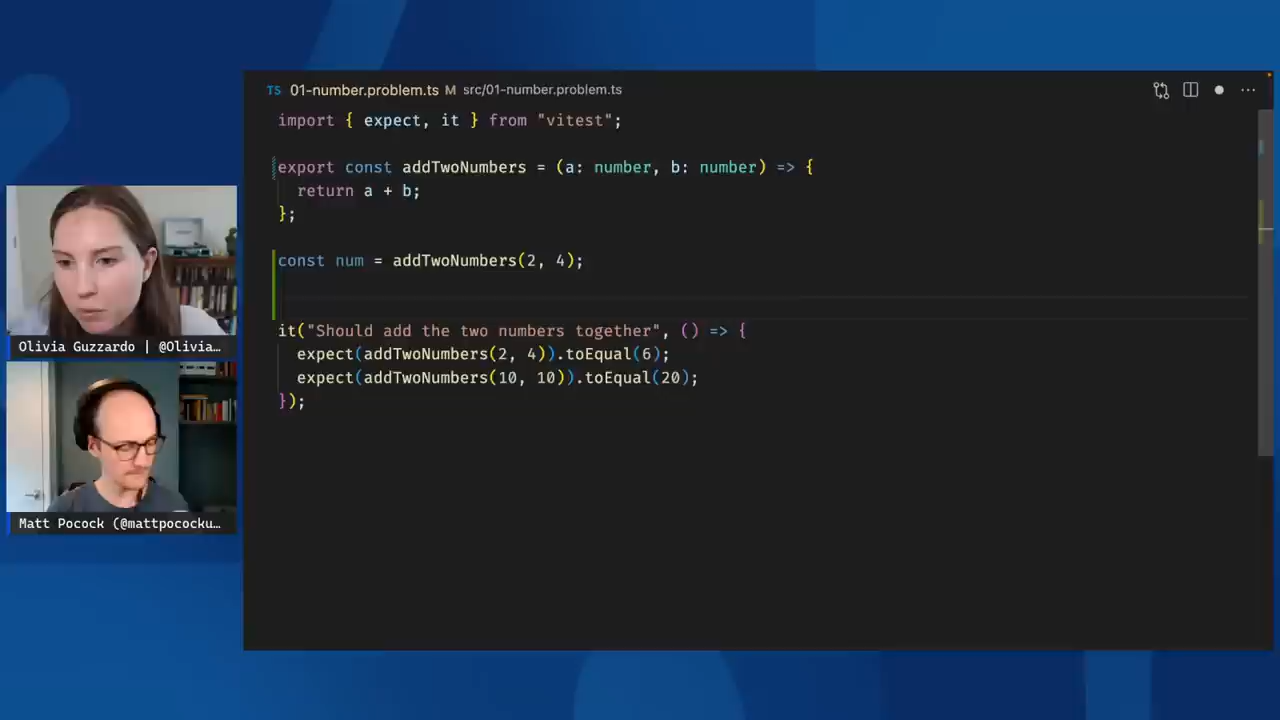 TS 01-number.problem.ts M src/01-number.problem.ts
import { expect, it } from "vitest";
export const addTwoNumbers = (a: number, b: number) => {
return a + b;
};
const num = addTwoNumbers(2, 4);
it("Should add the two numbers together", () => {
expect(addTwoNumbers(2, 4)).toEqual(6);
expect(addTwoNumbers(10, 10)).toEqual(20);
});
Olivia Guzzardo | @Olivia…
Matt Pocock (@mattpococku…